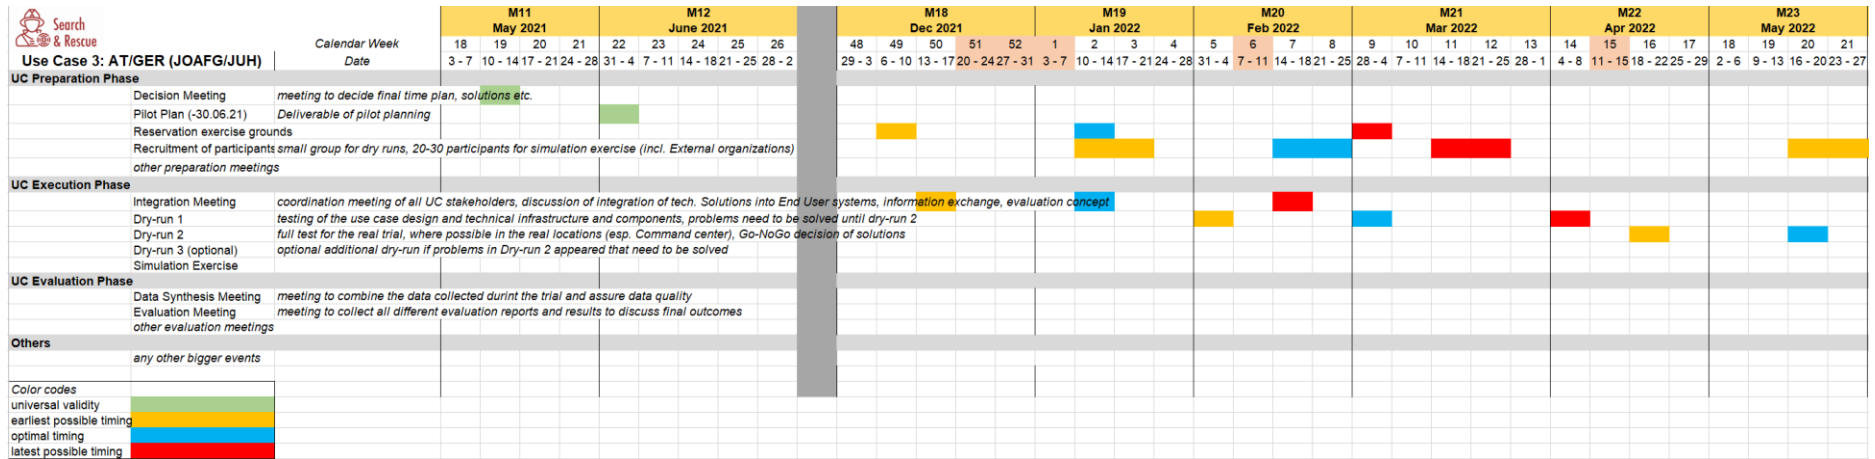 Search
& Rescue
M11 M12 M18 M19 M20 M21 M22 M23
May 2021 June 2021 Dec 2021 Jan 2022 Feb 2022 Mar 2022 Apr 2022 May 2022
Calendar Week 18 19 20 21 22 23 24 25 26 48 49 50 51 52 1 2 3 4 5 6 7 8 9 10 11 12 13 14 15 16 17 18 19 20 21
Use Case 3: AT/GER (JOAFG/JUH) Date 3 - 7 10 - 14 17 - 21 24 - 28 31 - 4 7 - 11 14 - 18 21 - 25 28 - 2 29 - 3 6 - 10 13 - 17 20 - 24 27 - 31 3 - 7 10 - 14 17 - 21 24 - 28 31 - 4 7 - 11 14 - 18 21 - 25 28 - 4 7 - 11 14 - 18 21 - 25 28 - 1 4 - 8 11 - 15 18 - 22 25 - 29 2 - 6 9 - 13 16 - 20 23 - 27
UC Preparation Phase
Decision Meeting meeting to decide final time plan, solutions etc.
Pilot Plan (-30.06.21) Deliverable of pilot planning
Reservation exercise grounds
Recruitment of participants small group for dry runs, 20-30 participants for simulation exercise (incl. External organizations)
other preparation meetings
UC Execution Phase
Integration Meeting coordination meeting of all UC stakeholders, discussion of integration of tech. Solutions into End User systems, information exchange, evaluation concept
Dry-run 1 testing of the use case design and technical infrastructure and components, problems need to be solved until dry-run 2
Dry-run 2 full test for the real trial, where possible in the real locations (esp. Command center), Go-NoGo decision of solutions
Dry-run 3 (optional) optional additional dry-run if problems in Dry-run 2 appeared that need to be solved
Simulation Exercise
UC Evaluation Phase
Data Synthesis Meeting meeting to combine the data collected durint the trial and assure data quality
Evaluation Meeting meeting to collect all different evaluation reports and results to discuss final outcomes
other evaluation meetings
Others
any other bigger events
Color codes
universal validity
earliest possible timing
optimal timing
latest possible timing